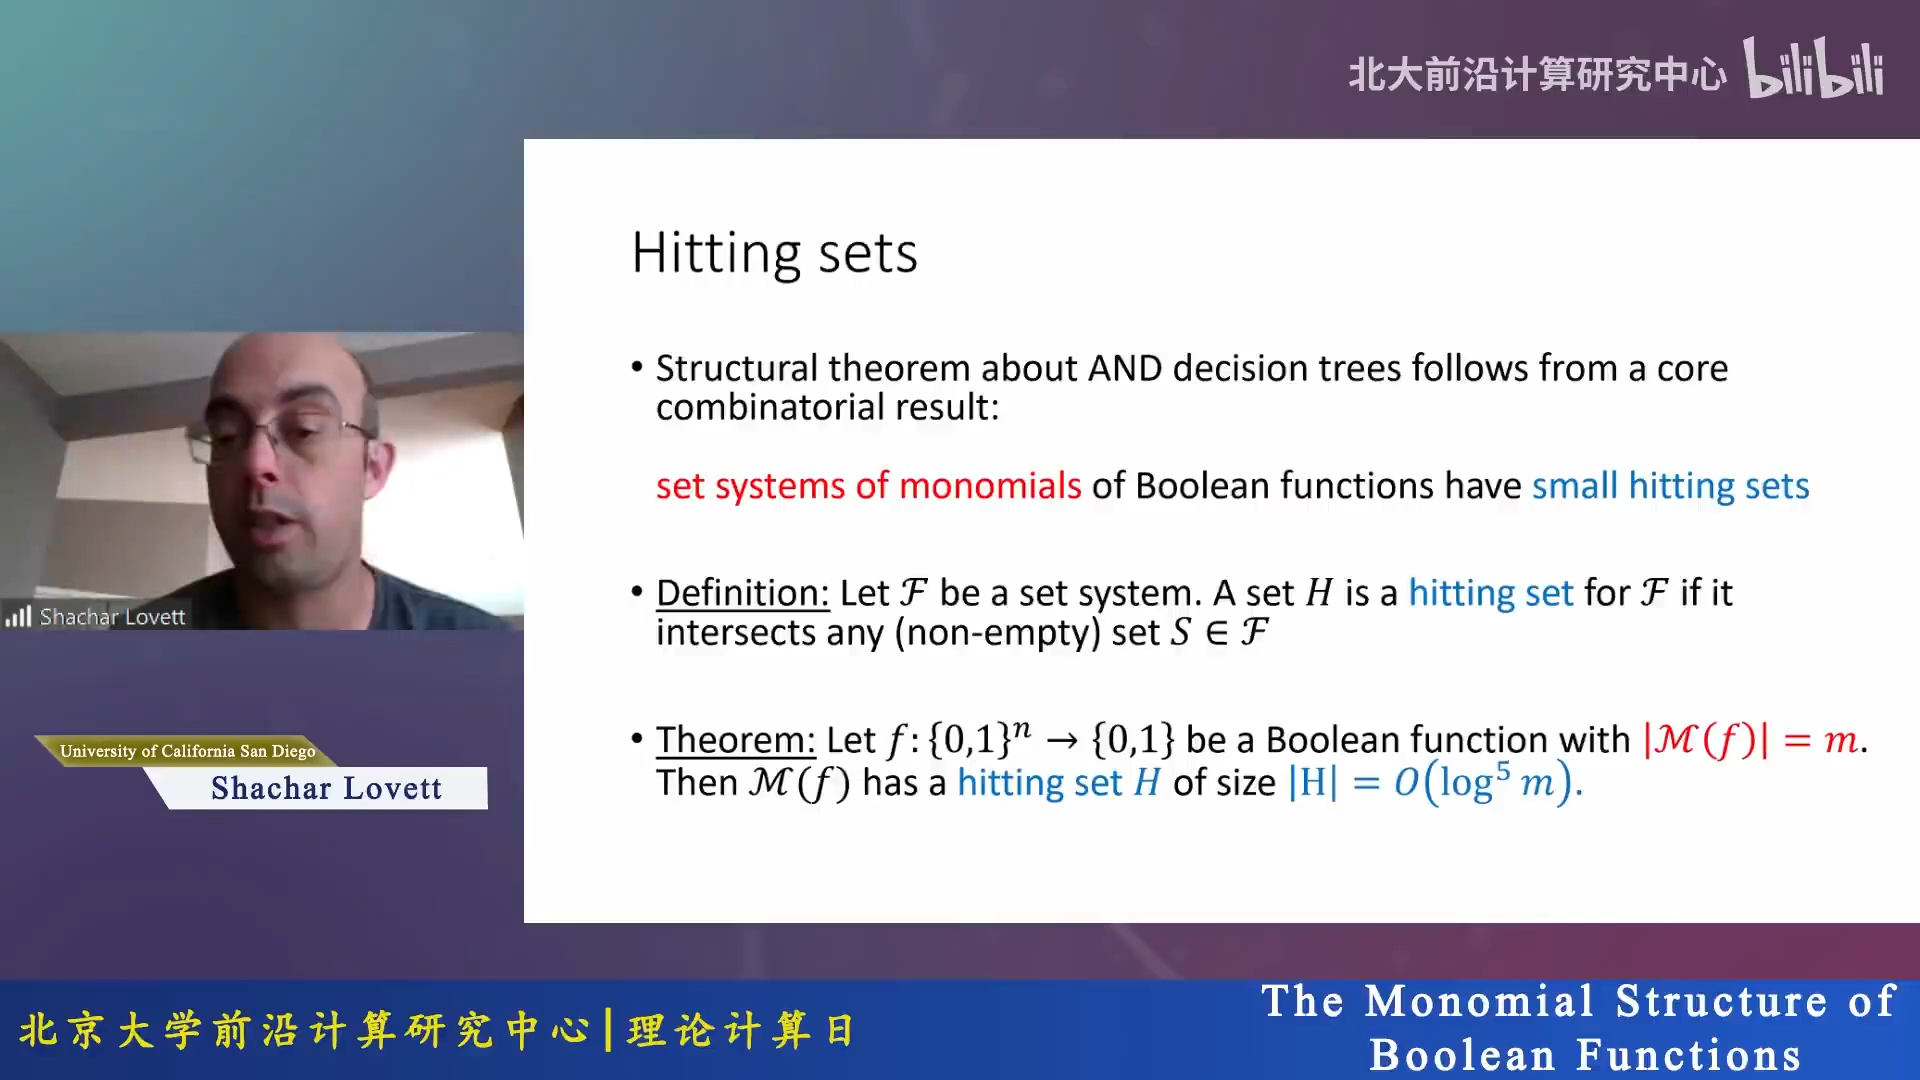 北大前沿计算研究中心 bilibili
Hitting sets
• Structural theorem about AND decision trees follows from a core
combinatorial result:
set systems of monomials of Boolean functions have small hitting sets
• Definition: Let ℱ be a set system. A set H is a hitting set for ℱ if it
intersects any (non-empty) set S ∈ ℱ
• Theorem: Let f: {0,1}ⁿ → {0,1} be a Boolean function with |ℳ(f)| = m.
Then ℳ(f) has a hitting set H of size |H| = O(log⁵ m).
Shachar Lovett
University of California San Diego
Shachar Lovett
北京大学前沿计算研究中心|理论计算日
The Monomial Structure of
Boolean Functions